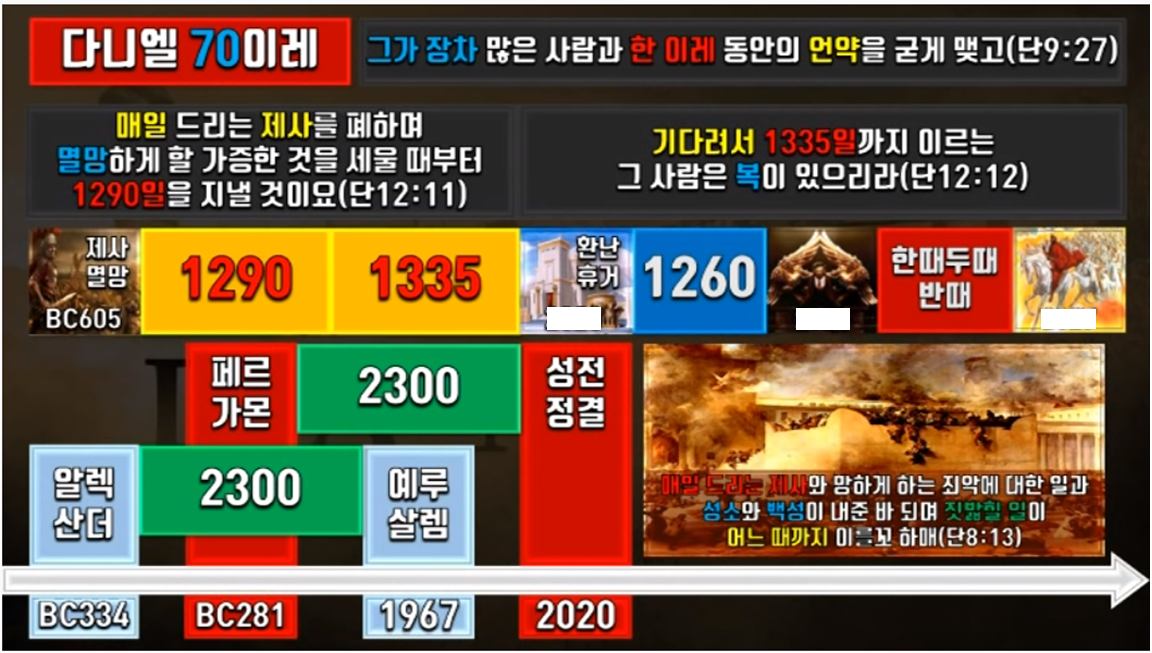 다니엘 70이레
그가 장차 많은 사람과 한 이레 동안의 언약을 굳게 맺고(단9:27)
매일 드리는 제사를 폐하며
멸망하게 할 가증한 것을 세울 때부터
1290일을 지낼 것이요(단12:11)
기다려서 1335일까지 이르는
그 사람은 복이 있으리라(단12:12)
제사
멸망
BC605
1290
1335
환난
휴거
1260
한때두때
반때
페르
가몬
2300
성전
정결
알렉
산더
2300
예루
살렘
매일 드리는 제사와 망하게 하는 죄악에 대한 일과
성소와 백성이 내준 바 되며 짓밟힐 일이
어느 때까지 이를꼬 하매(단8:13)
BC334
BC281
1967
2020